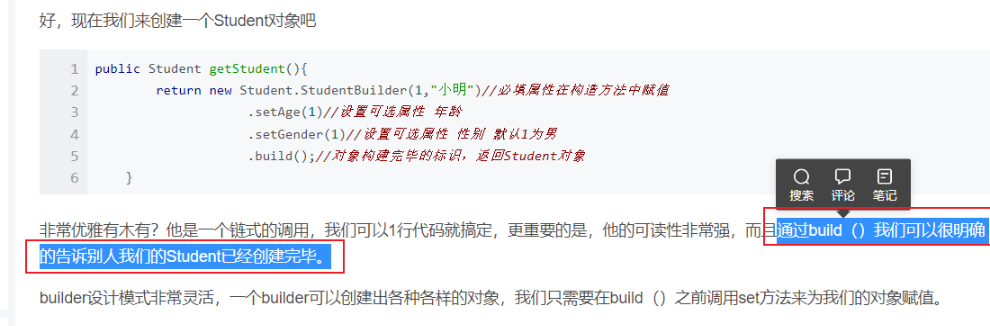 好，现在我们来创建一个Student对象吧
1 public Student getStudent(){
2 return new Student.StudentBuilder(1,"小明")//必填属性在构造方法中赋值
3 .setAge(1)//设置可选属性 年龄
4 .setGender(1)//设置可选属性 性别 默认1为男
5 .build();//对象构建完毕的标识，返回Student对象
6 }
搜索 评论 笔记
非常优雅有木有？他是一个链式的调用，我们可以1行代码就搞定，更重要的是，他的可读性非常强，而且通过build（）我们可以很明确
的告诉别人我们的Student已经创建完毕。
builder设计模式非常灵活，一个builder可以创建出各种各样的对象，我们只需要在build（）之前调用set方法来为我们的对象赋值。